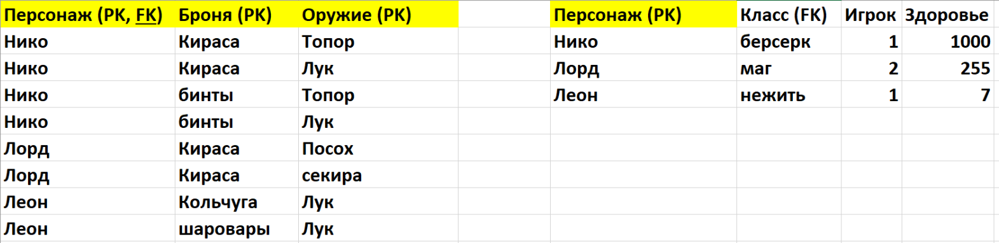 Персонаж (PK, FK) Броня (PK) Оружие (PK) Персонаж (PK) Класс (FK) Игрок Здоровье
Нико Кираса Топор Нико берсерк 1 1000
Нико Кираса Лук Лорд маг 2 255
Нико бинты Топор Леон нежить 1 7
Нико бинты Лук
Лорд Кираса Посох
Лорд Кираса секира
Леон Кольчуга Лук
Леон шаровары Лук